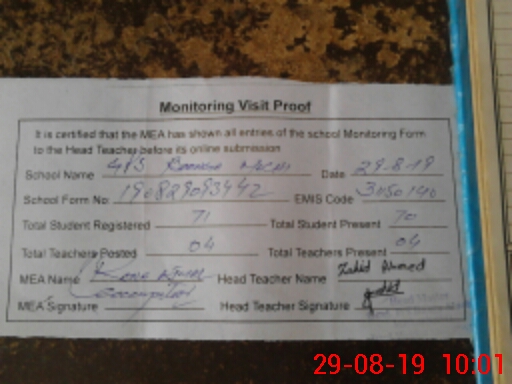 Monitoring Visit Proof
It is certified that the MEA has shown all entries of the school Monitoring Form
to the Head Teacher before its online submission
School Name Date 29-8-19
School Form No: 190829093442 EMIS Code 3050140
Total Student Registered 71 Total Student Present 70
Total Teachers Posted 04 Total Teachers Present 04
MEA Name Head Teacher Name Zahid Ahmed
MEA Signature Head Teacher Signature
29-08-19 10:01